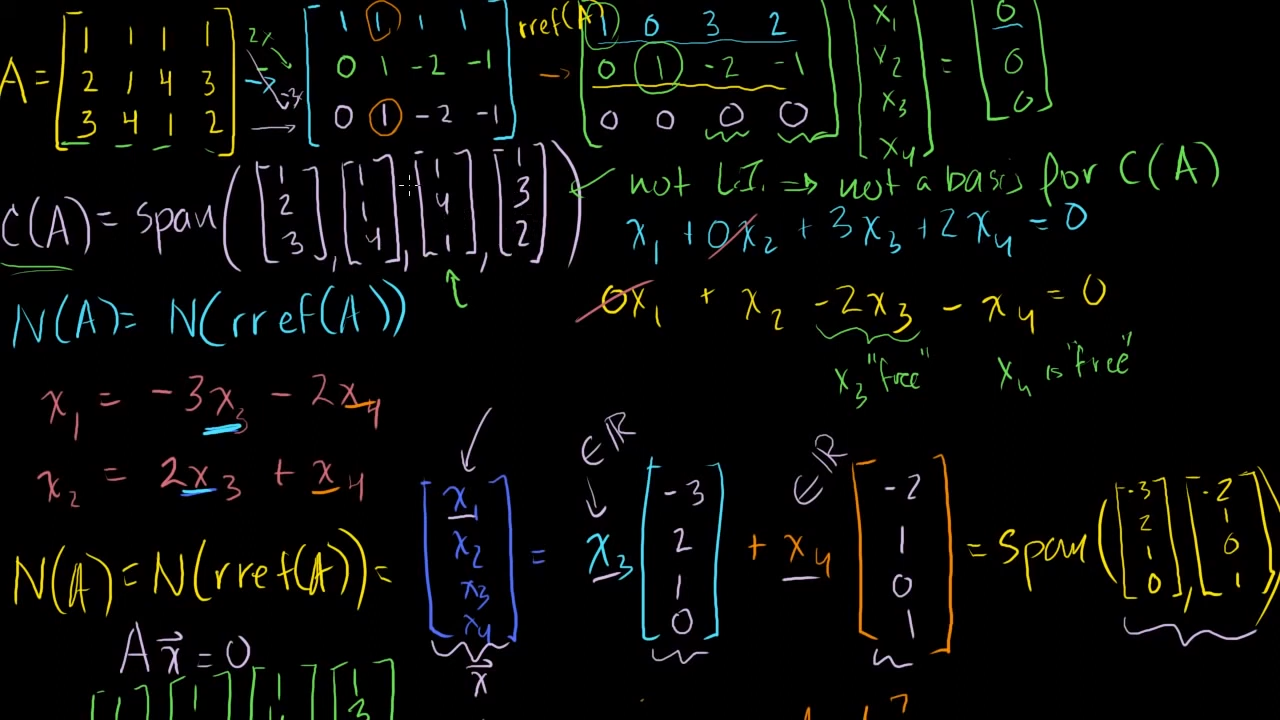 A = [1 1 1 1; 2 1 4 3; 3 4 1 2] 2x -3x → [1 1 1 1; 0 1 -2 -1; 0 1 -2 -1] rref(A) → [1 0 3 2; 0 1 -2 -1; 0 0 0 0] [x₁; x₂; x₃; x₄] = [0; 0; 0]
C(A) = span([1; 2; 3], [1; 1; 4], [1; 4; 1], [1; 3; 2]) ← not L.I. ⇒ not a basis for C(A)
x₁ + 0x₂ + 3x₃ + 2x₄ = 0
N(A) = N(rref(A)) 0x₁ + x₂ - 2x₃ - x₄ = 0
x₃ "free" x₄ is "free"
x₁ = -3x₃ - 2x₄
x₂ = 2x₃ + x₄
∈ℝ ∈ℝ
N(A) = N(rref(A)) = [x₁; x₂; x₃; x₄] = x₃ [-3; 2; 1; 0] + x₄ [-2; 1; 0; 1] = span([-3; 2; 1; 0], [-2; 1; 0; 1])
Ax⃗ = 0 x⃗